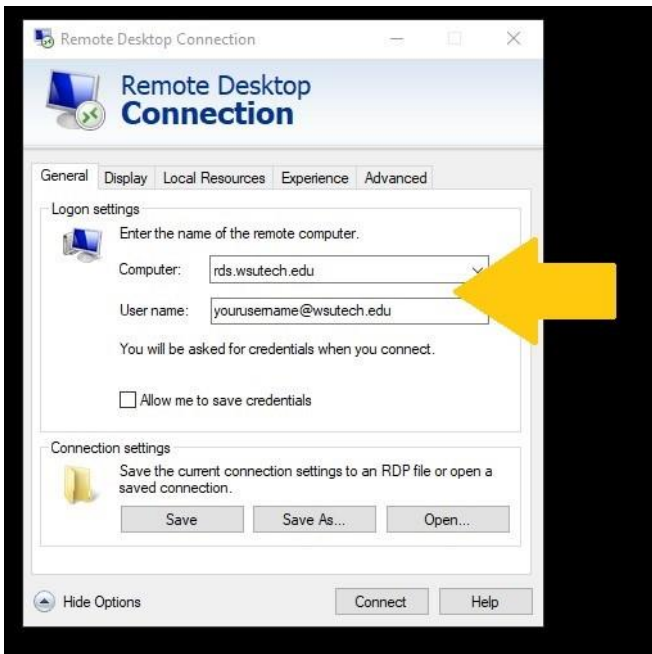 Remote Desktop Connection
Remote Desktop
Connection
General Display Local Resources Experience Advanced
Logon settings
Enter the name of the remote computer.
Computer: rds.wsutech.edu
User name: yourusername@wsutech.edu
You will be asked for credentials when you connect.
Allow me to save credentials
Connection settings
Save the current connection settings to an RDP file or open a
saved connection.
Save Save As... Open...
Hide Options Connect Help